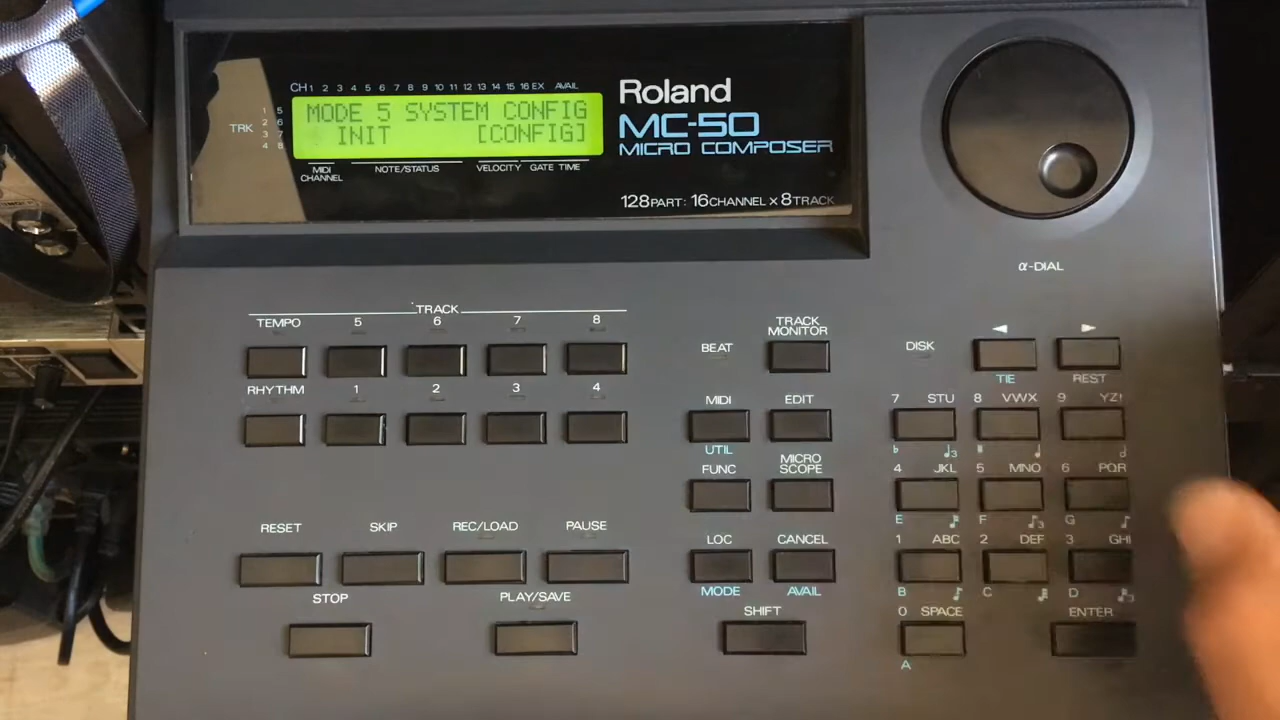 CH 1 2 3 4 5 6 7 8 9 10 11 12 13 14 15 16 EX AVAIL
MODE 5 SYSTEM CONFIG
INIT [CONFIG]
TRK
1 5
2 6
3 7
4 8
MIDI CHANNEL
NOTE/STATUS
VELOCITY GATE TIME
Roland
MC-50
MICRO COMPOSER
128PART: 16CHANNEL × 8TRACK
α-DIAL
TRACK
TEMPO 5 6 7 8
RHYTHM 1 2 3 4
RESET SKIP REC/LOAD PAUSE
STOP PLAY/SAVE
BEAT
TRACK
MONITOR
MIDI EDIT
UTIL
FUNC
MICRO
SCOPE
LOC CANCEL
MODE AVAIL
SHIFT
DISK
◄ ►
TIE REST
7 STU 8 VWX 9 YZ!
4 JKL 5 MNO 6 PQR
E F G
1 ABC 2 DEF 3 GHI
B C D
0 SPACE ENTER
A